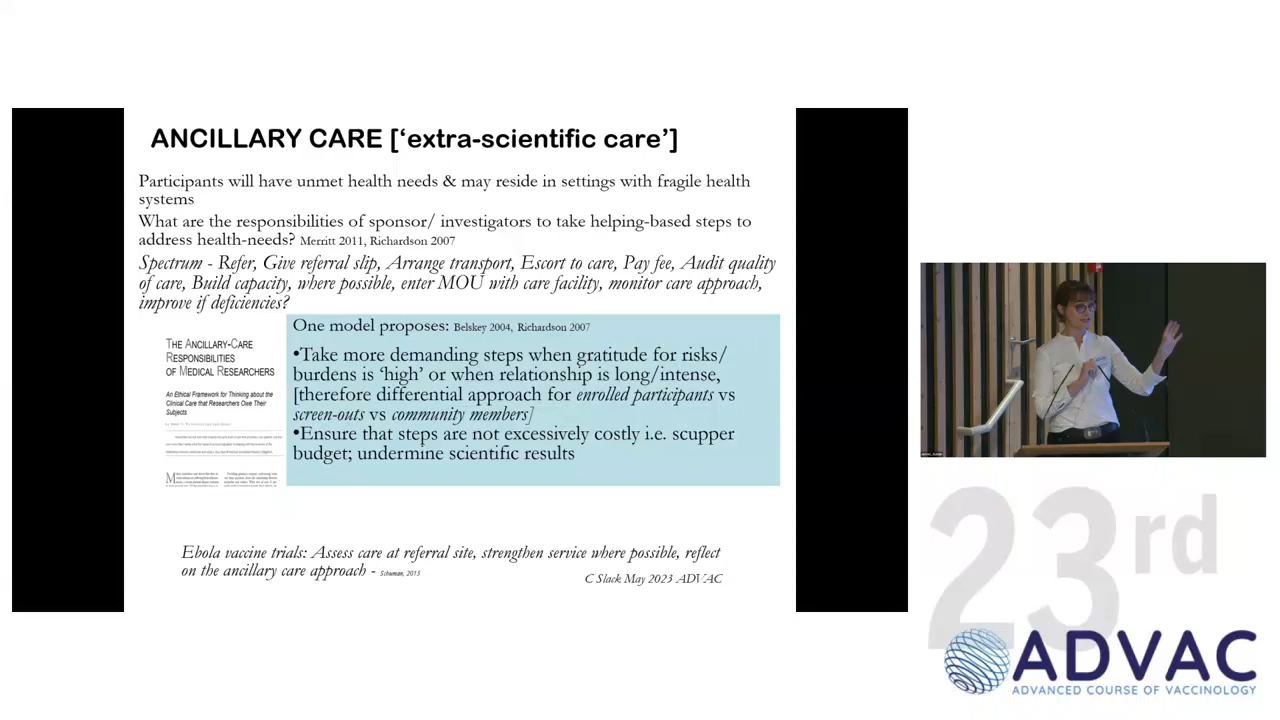 ANCILLARY CARE [‘extra-scientific care’]
Participants will have unmet health needs & may reside in settings with fragile health
systems
What are the responsibilities of sponsor/ investigators to take helping-based steps to
address health-needs? Merritt 2011, Richardson 2007
Spectrum - Refer, Give referral slip, Arrange transport, Escort to care, Pay fee, Audit quality
of care, Build capacity, where possible, enter MOU with care facility, monitor care approach,
improve if deficiencies?
THE ANCILLARY-CARE
RESPONSIBILITIES
OF MEDICAL RESEARCHERS
An Ethical Framework for Thinking about the
Clinical Care that Researchers Owe Their
Subjects
One model proposes: Belskey 2004, Richardson 2007
•Take more demanding steps when gratitude for risks/
burdens is ‘high’ or when relationship is long/intense,
[therefore differential approach for enrolled participants vs
screen-outs vs community members]
•Ensure that steps are not excessively costly i.e. scupper
budget; undermine scientific results
Ebola vaccine trials: Assess care at referral site, strengthen service where possible, reflect
on the ancillary care approach - Schuman, 2015
C Slack May 2023 ADVAC
23rd
ADVAC
ADVANCED COURSE OF VACCINOLOGY